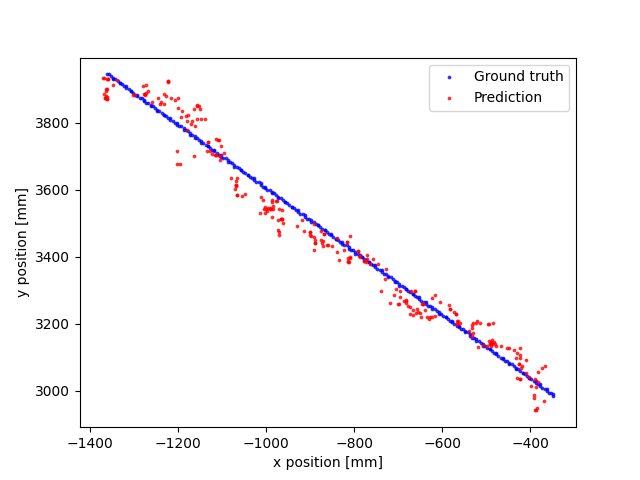 Ground truth
Prediction
3800
3600
3400
3200
3000
y position [mm]
−1400 −1200 −1000 −800 −600 −400
x position [mm]